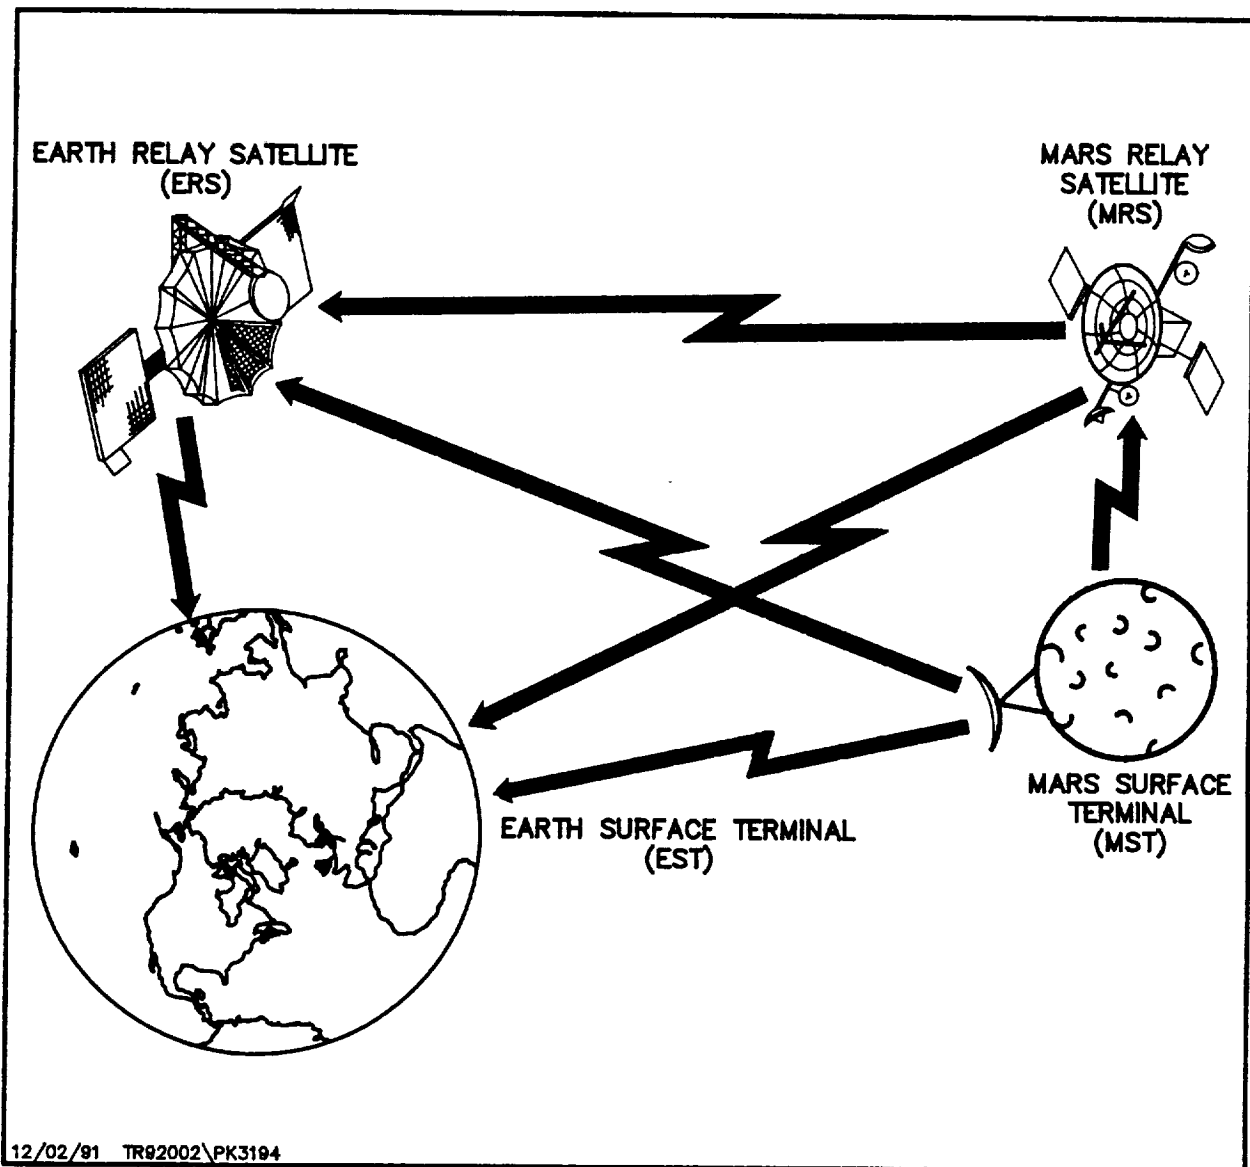 EARTH RELAY SATELLITE
(ERS)
MARS RELAY
SATELLITE
(MRS)
EARTH SURFACE TERMINAL
(EST)
MARS SURFACE
TERMINAL
(MST)
12/02/91 TR92002\PK3194